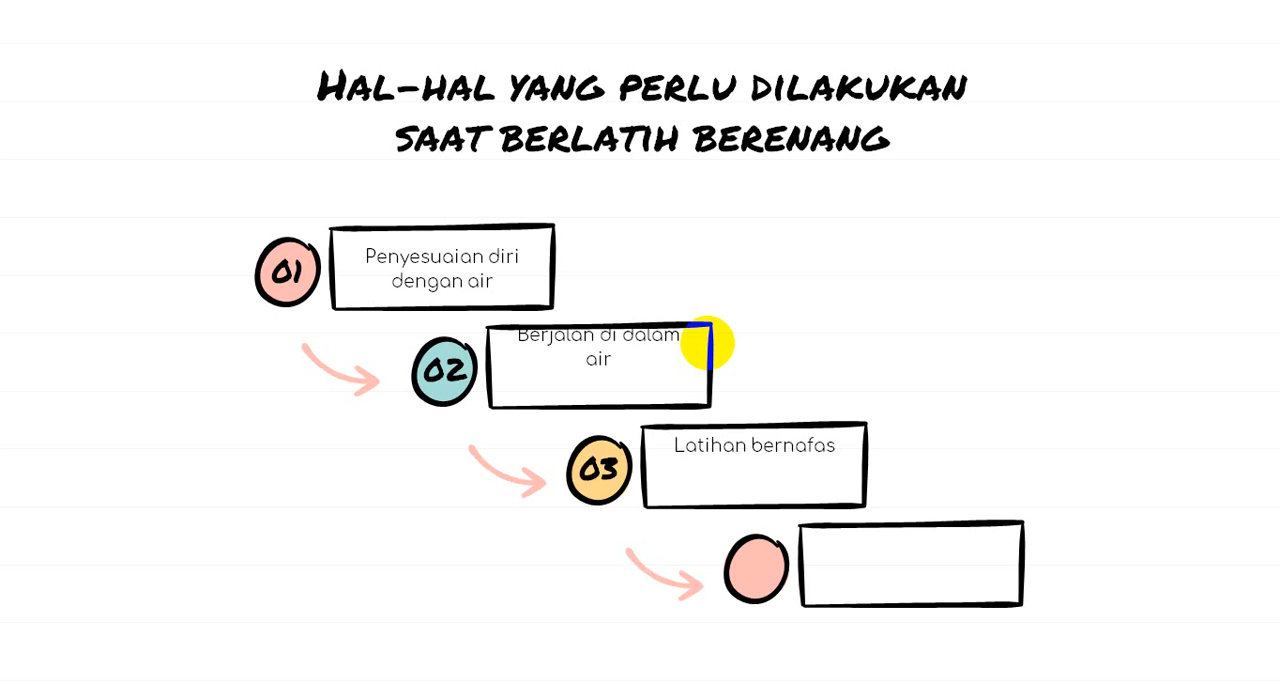 HAL-HAL YANG PERLU DILAKUKAN
SAAT BERLATIH BERENANG
01
Penyesuaian diri
dengan air
02
Berjalan di dalam
air
03
Latihan bernafas